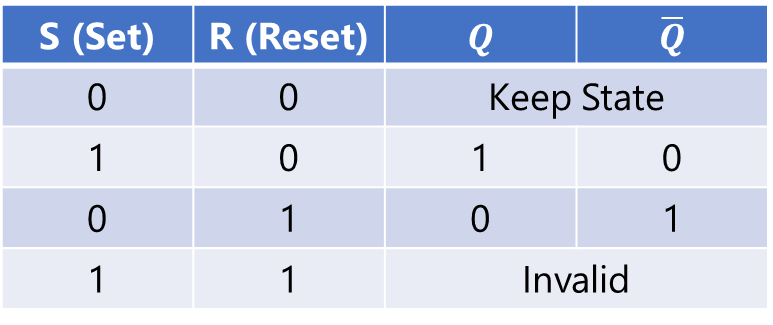 S (Set) R (Reset) Q Q̅
0 0 Keep State
1 0 1 0
0 1 0 1
1 1 Invalid